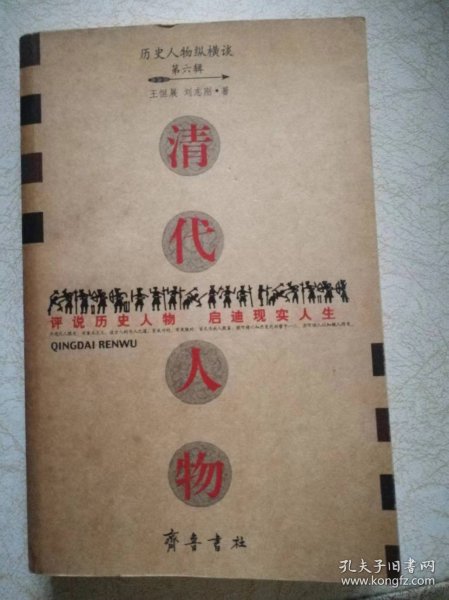 历史人物纵横谈
第六辑
王恒展 刘志刚·著
清
代
评说历史人物 启迪现实人生
QINGDAI RENWU
人
物
齐鲁书社
孔夫子旧书网
www.kongfz.com